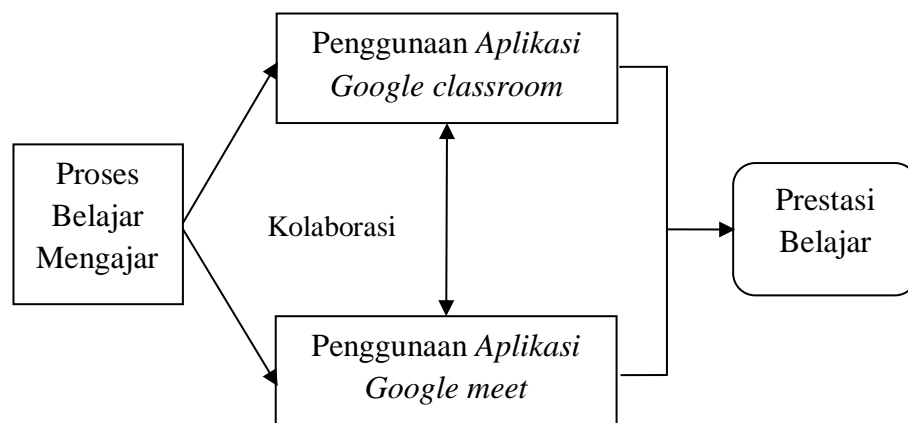 Penggunaan Aplikasi
Google classroom
Proses
Belajar
Mengajar
Kolaborasi
Prestasi
Belajar
Penggunaan Aplikasi
Google meet